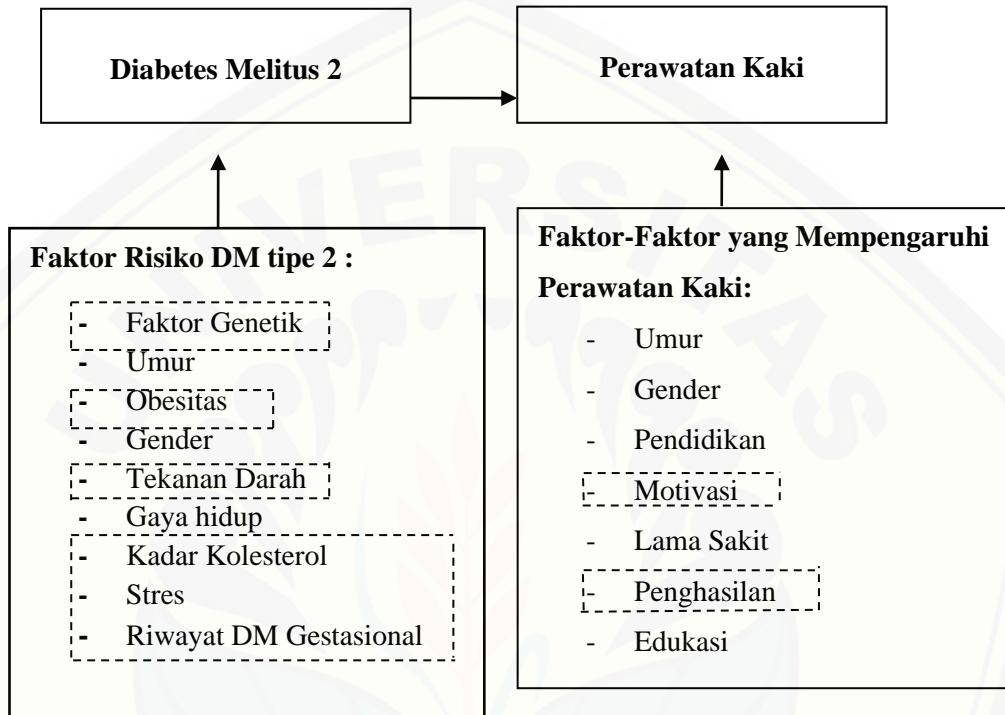 Diabetes Melitus 2
Perawatan Kaki
Faktor Risiko DM tipe 2 :
- Faktor Genetik
- Umur
- Obesitas
- Gender
- Tekanan Darah
- Gaya hidup
- Kadar Kolesterol
- Stres
- Riwayat DM Gestasional
Faktor-Faktor yang Mempengaruhi
Perawatan Kaki:
- Umur
- Gender
- Pendidikan
- Motivasi
- Lama Sakit
- Penghasilan
- Edukasi
UNIVERSITAS